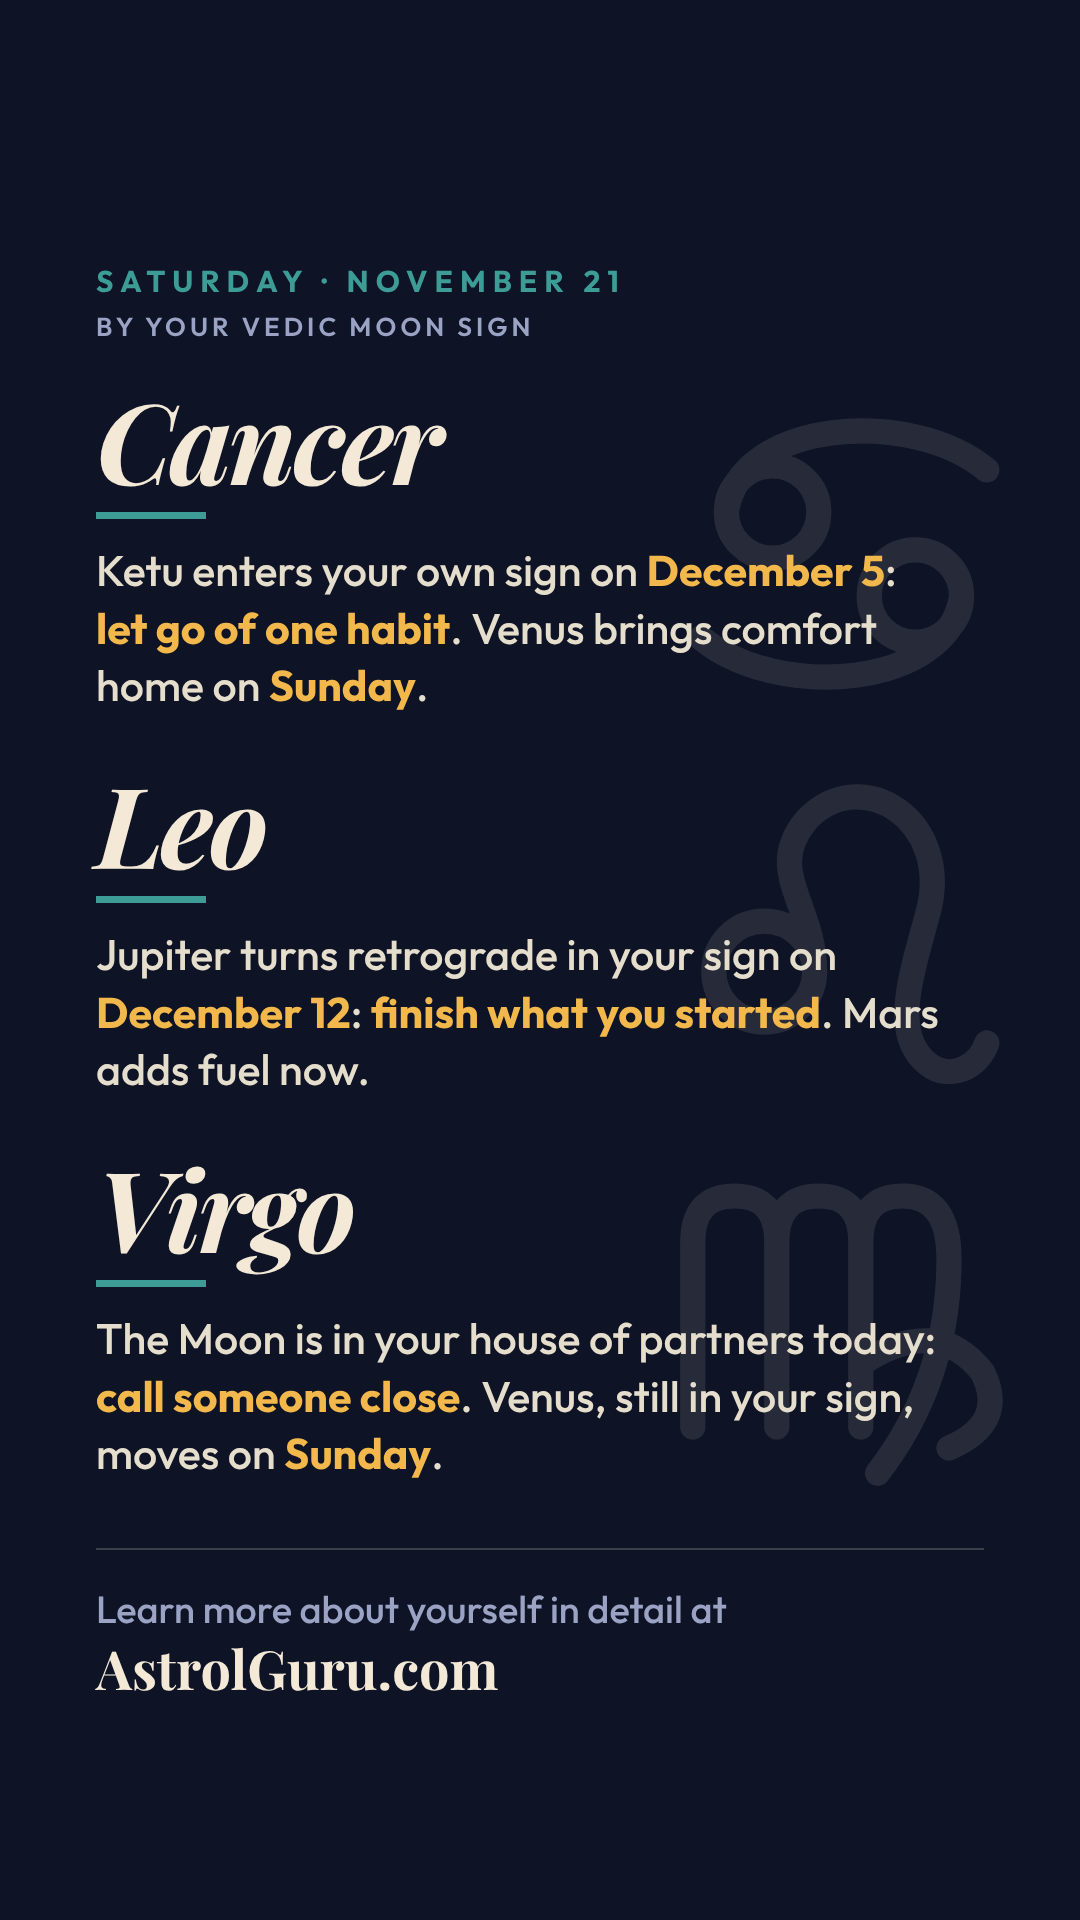 SATURDAY · NOVEMBER 21
BY YOUR VEDIC MOON SIGN
Cancer
Ketu enters your own sign on December 5:
let go of one habit. Venus brings comfort
home on Sunday.
Leo
Jupiter turns retrograde in your sign on
December 12: finish what you started. Mars
adds fuel now.
Virgo
The Moon is in your house of partners today:
call someone close. Venus, still in your sign,
moves on Sunday.
Learn more about yourself in detail at
AstrolGuru.com